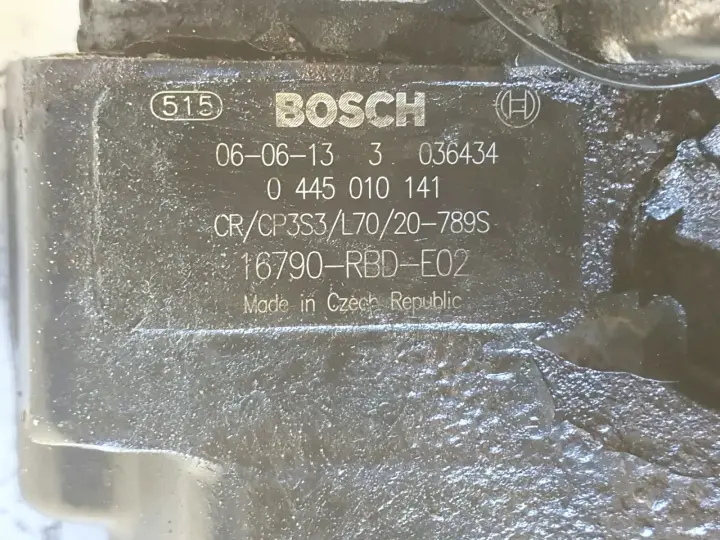 515 BOSCH
06-06-13 3 036434
0 445 010 141
CR/CP3S3/L70/20-789S
16790-RBD-E02
Made in Czech Republic